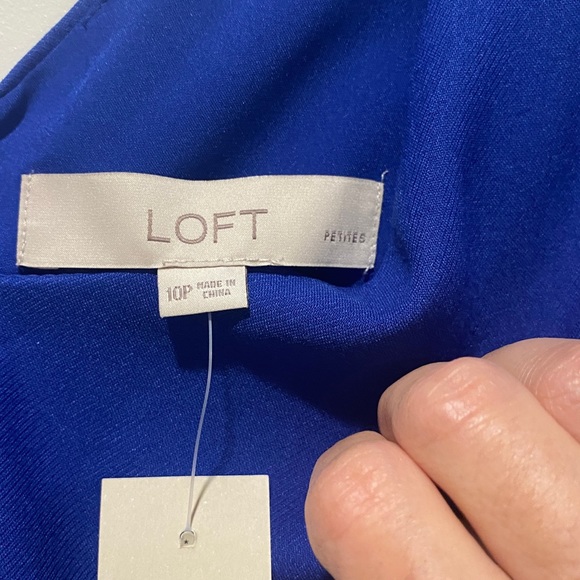 LOFT
PETITES
10P MADE IN
CHINA